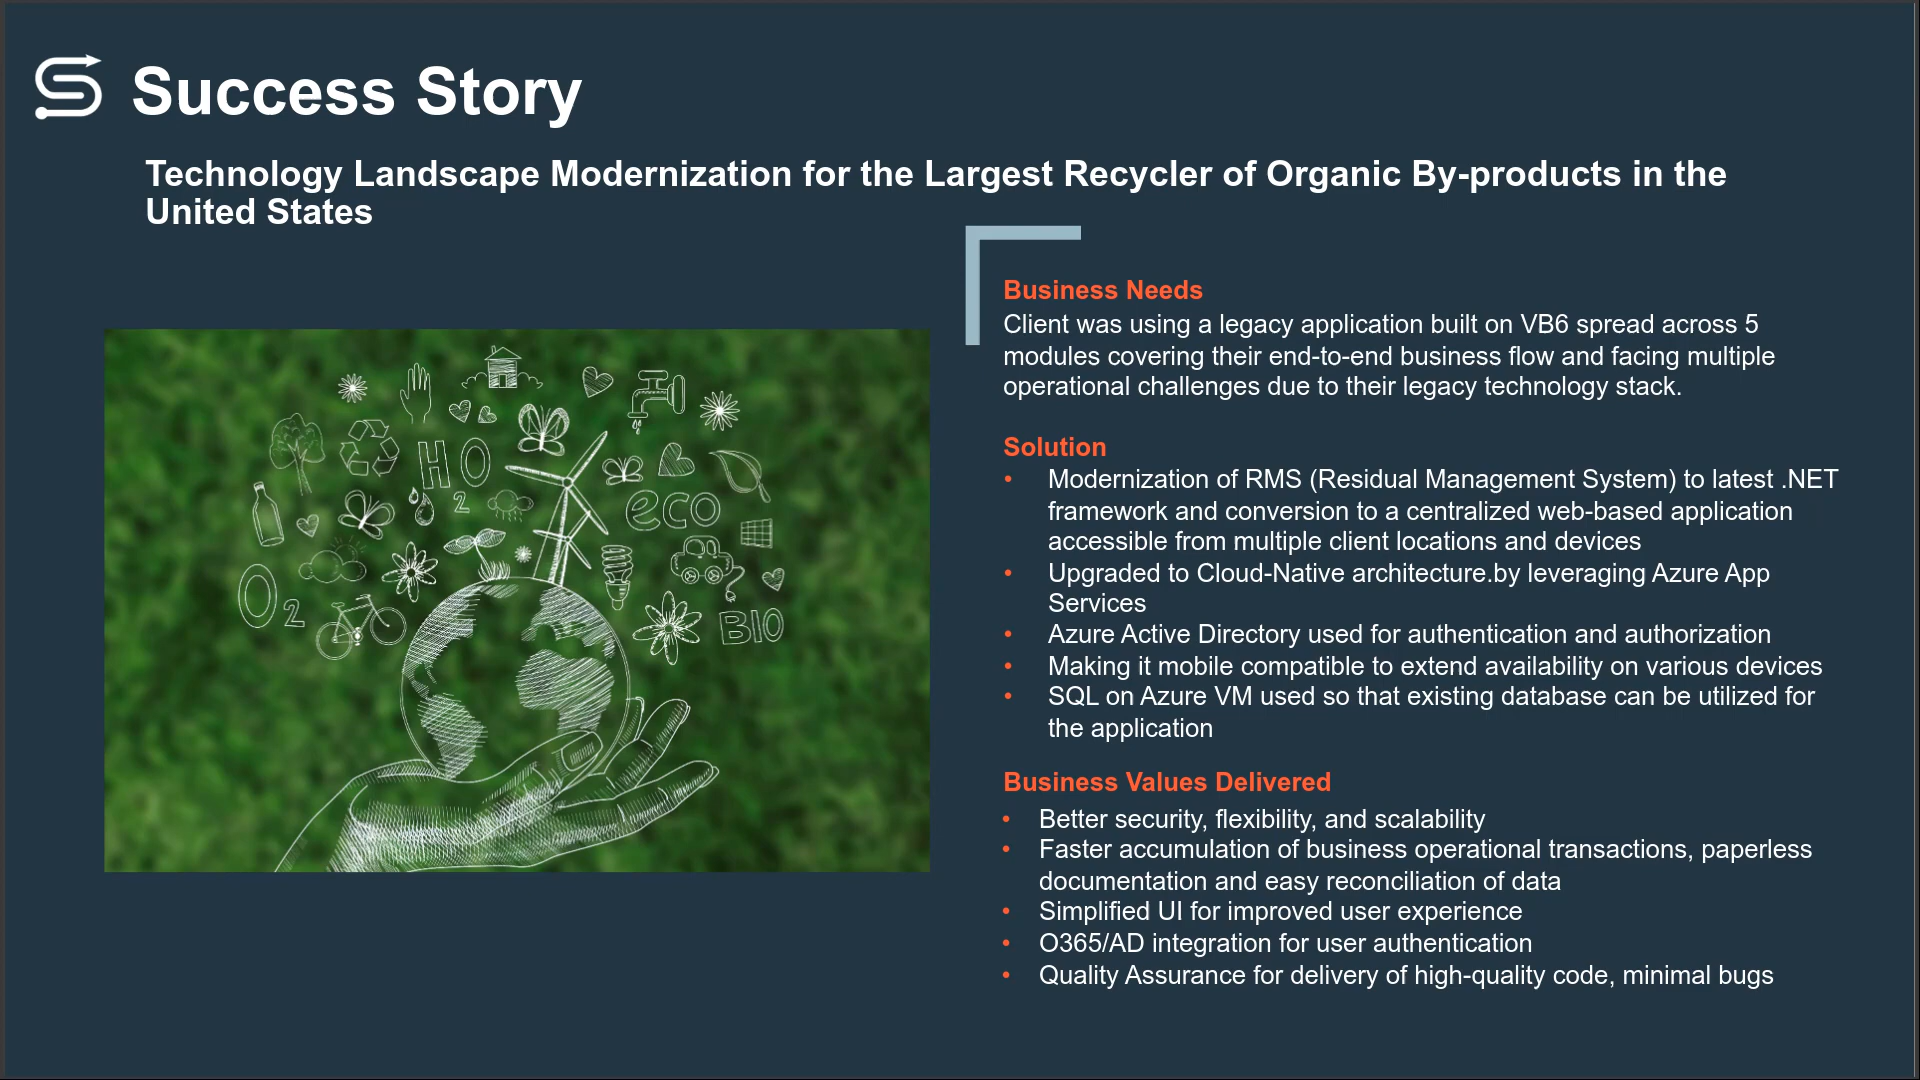 Success Story
Technology Landscape Modernization for the Largest Recycler of Organic By-products in the
United States
H O
2
eco
O
2
BIO
Business Needs
Client was using a legacy application built on VB6 spread across 5
modules covering their end-to-end business flow and facing multiple
operational challenges due to their legacy technology stack.
Solution
• Modernization of RMS (Residual Management System) to latest .NET
framework and conversion to a centralized web-based application
accessible from multiple client locations and devices
• Upgraded to Cloud-Native architecture.by leveraging Azure App
Services
• Azure Active Directory used for authentication and authorization
• Making it mobile compatible to extend availability on various devices
• SQL on Azure VM used so that existing database can be utilized for
the application
Business Values Delivered
• Better security, flexibility, and scalability
• Faster accumulation of business operational transactions, paperless
documentation and easy reconciliation of data
• Simplified UI for improved user experience
• O365/AD integration for user authentication
• Quality Assurance for delivery of high-quality code, minimal bugs